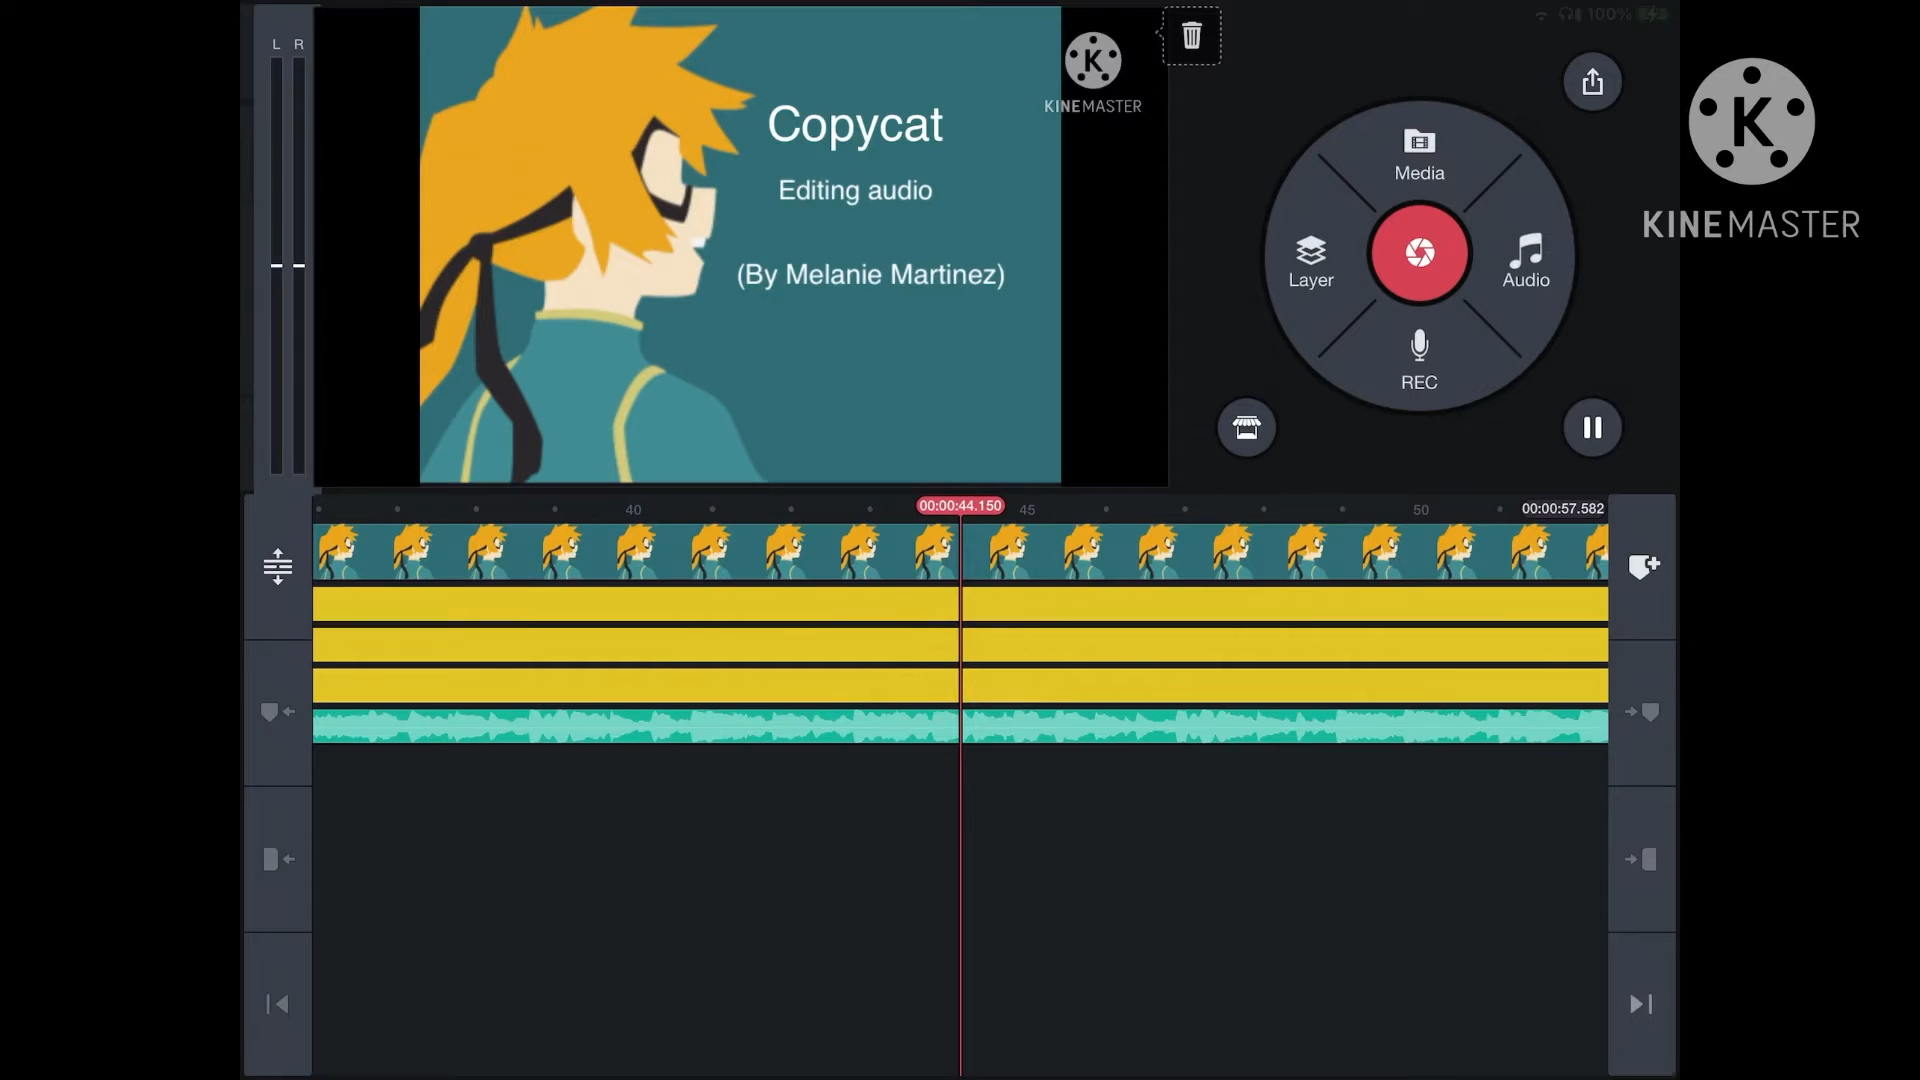 L R
100%
Copycat
Editing audio
(By Melanie Martinez)
KINEMASTER
Media
Layer
Audio
REC
KINEMASTER
40
00:00:44.150
45
50
00:00:57.582